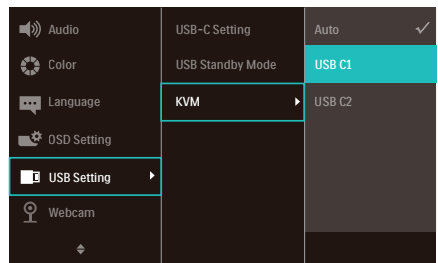 Audio
Color
Language
OSD Setting
USB Setting
Webcam
USB-C Setting
USB Standby Mode
KVM
Auto
USB C1
USB C2